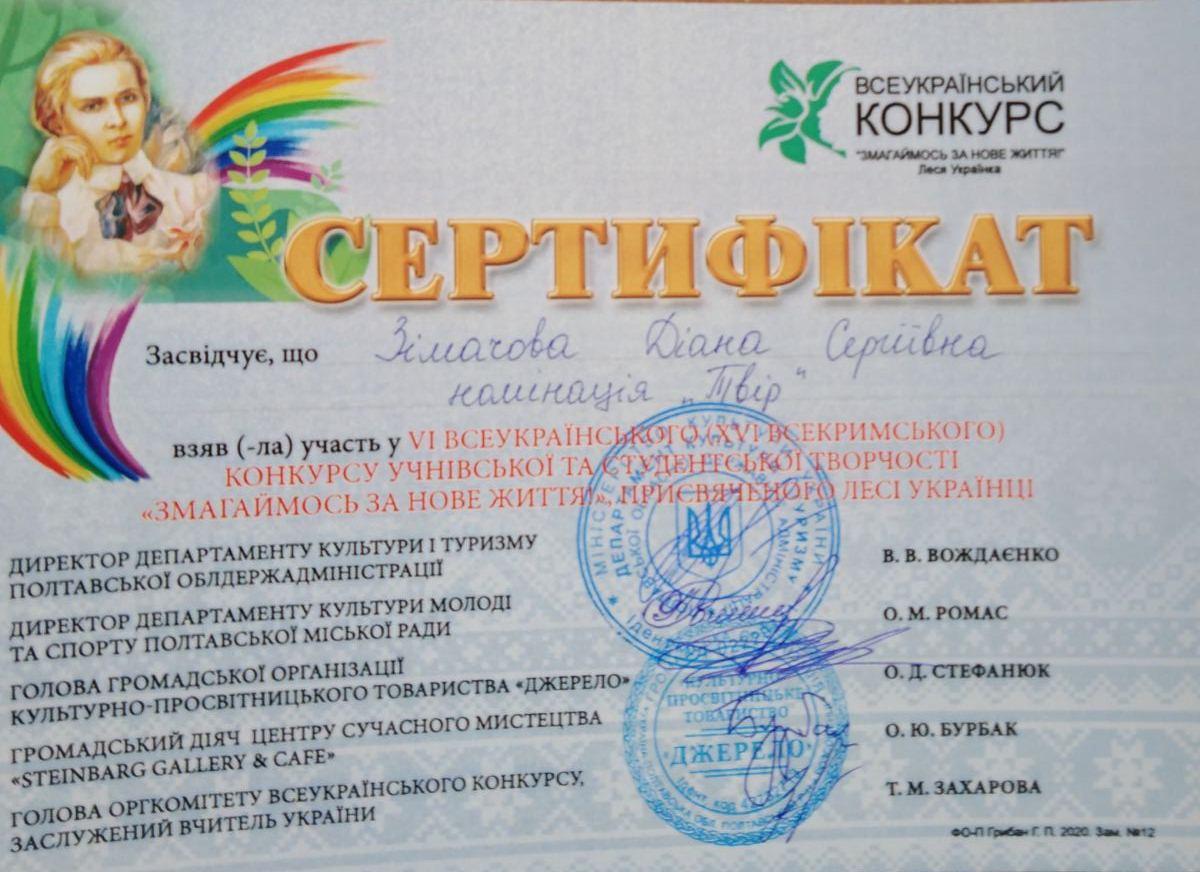 ВСЕУКРАЇНСЬКИЙ
КОНКУРС
"ЗМАГАЙМОСЬ ЗА НОВЕ ЖИТТЯ!"
Леся Українка
СЕРТИФІКАТ
Засвідчує, що Зімачова Діана Сергіївна
номінація „Твір"
взяв (-ла) участь у VI ВСЕУКРАЇНСЬКОГО (XVI ВСЕКРИМСЬКОГО)
КОНКУРСУ УЧНІВСЬКОЇ ТА СТУДЕНТСЬКОЇ ТВОРЧОСТІ
«ЗМАГАЙМОСЬ ЗА НОВЕ ЖИТТЯ!», ПРИСВЯЧЕНОГО ЛЕСІ УКРАЇНЦІ
ДИРЕКТОР ДЕПАРТАМЕНТУ КУЛЬТУРИ І ТУРИЗМУ
ПОЛТАВСЬКОЇ ОБЛДЕРЖАДМІНІСТРАЦІЇ
В. В. ВОЖДАЄНКО
ДИРЕКТОР ДЕПАРТАМЕНТУ КУЛЬТУРИ МОЛОДІ
ТА СПОРТУ ПОЛТАВСЬКОЇ МІСЬКОЇ РАДИ
О. М. РОМАС
ГОЛОВА ГРОМАДСЬКОЇ ОРГАНІЗАЦІЇ
КУЛЬТУРНО-ПРОСВІТНИЦЬКОГО ТОВАРИСТВА «ДЖЕРЕЛО»
О. Д. СТЕФАНЮК
ГРОМАДСЬКИЙ ДІЯЧ ЦЕНТРУ СУЧАСНОГО МИСТЕЦТВА
«STEINBARG GALLERY & CAFE»
О. Ю. БУРБАК
ГОЛОВА ОРГКОМІТЕТУ ВСЕУКРАЇНСЬКОГО КОНКУРСУ,
ЗАСЛУЖЕНИЙ ВЧИТЕЛЬ УКРАЇНИ
Т. М. ЗАХАРОВА
КУЛЬТУРНО
ПРОСВІТНИЦЬКЕ
ТОВАРИСТВО
"ДЖЕРЕЛО"
ФО-П Грибан Г. П. 2020. Зам. №12